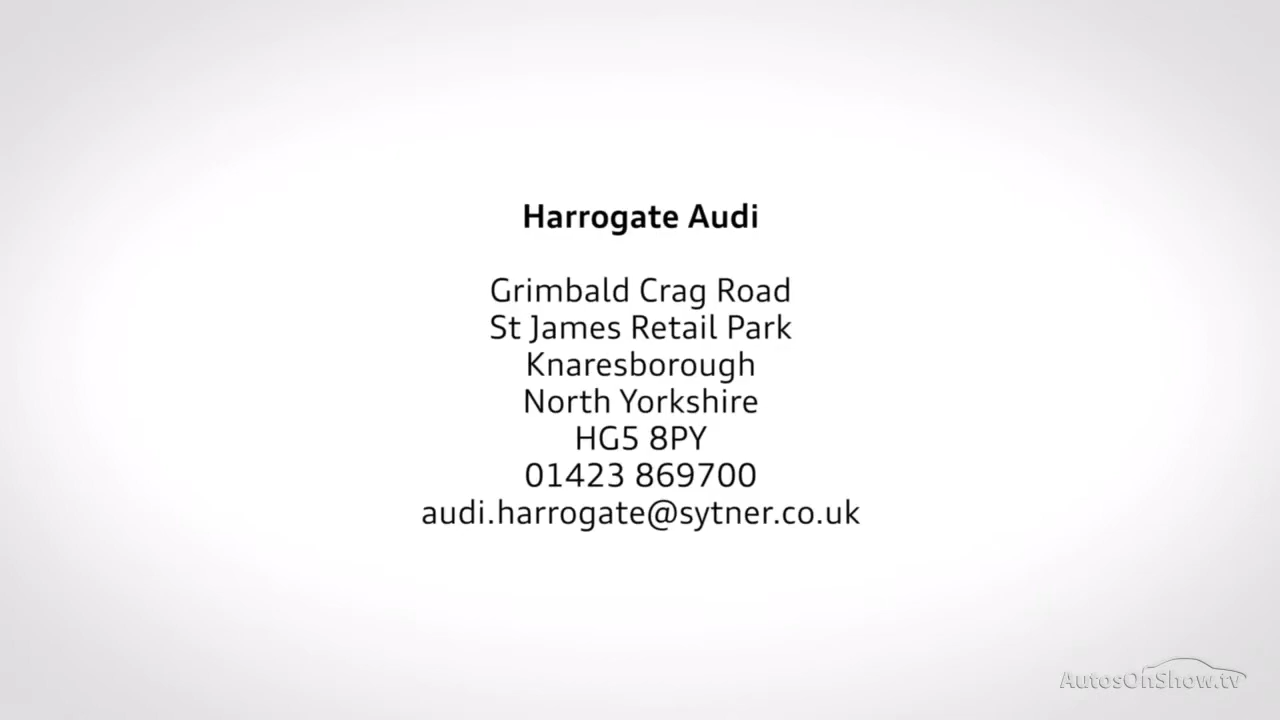 Harrogate Audi
Grimbald Crag Road
St James Retail Park
Knaresborough
North Yorkshire
HG5 8PY
01423 869700
audi.harrogate@sytner.co.uk
AutosOnShow.tv